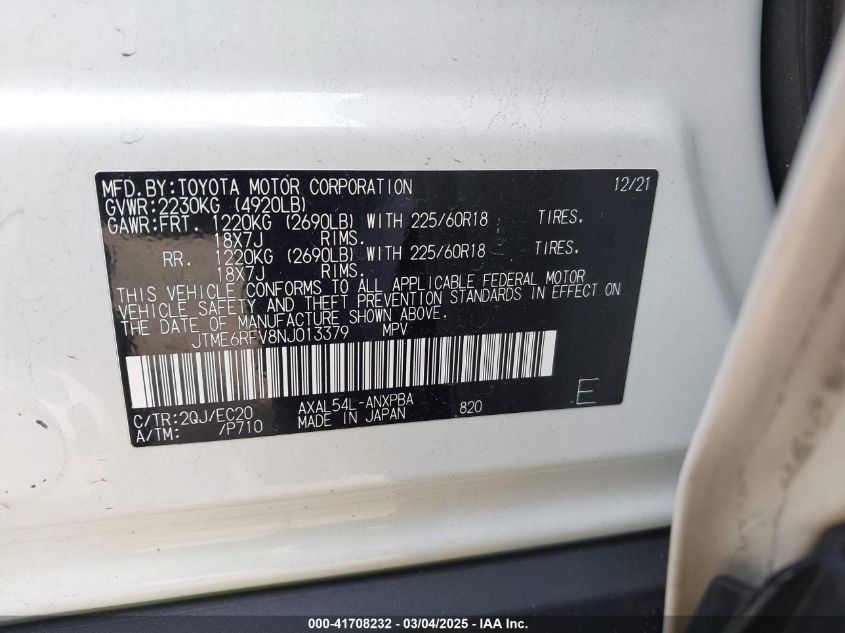 MFD.BY:TOYOTA MOTOR CORPORATION 12/21
GVWR:2230KG (4920LB)
GAWR:FRT. 1220KG (2690LB) WITH 225/60R18 TIRES.
18X7J RIMS.
RR. 1220KG (2690LB) WITH 225/60R18 TIRES.
18X7J RIMS.
THIS VEHICLE CONFORMS TO ALL APPLICABLE FEDERAL MOTOR
VEHICLE SAFETY AND THEFT PREVENTION STANDARDS IN EFFECT ON
THE DATE OF MANUFACTURE SHOWN ABOVE.
JTME6RFV8NJ013379 MPV
C/TR:2QJ/EC20 AXAL54L-ANXPBA 820 E
A/TM: /P710 MADE IN JAPAN
000-41708232 - 03/04/2025 - IAA Inc.